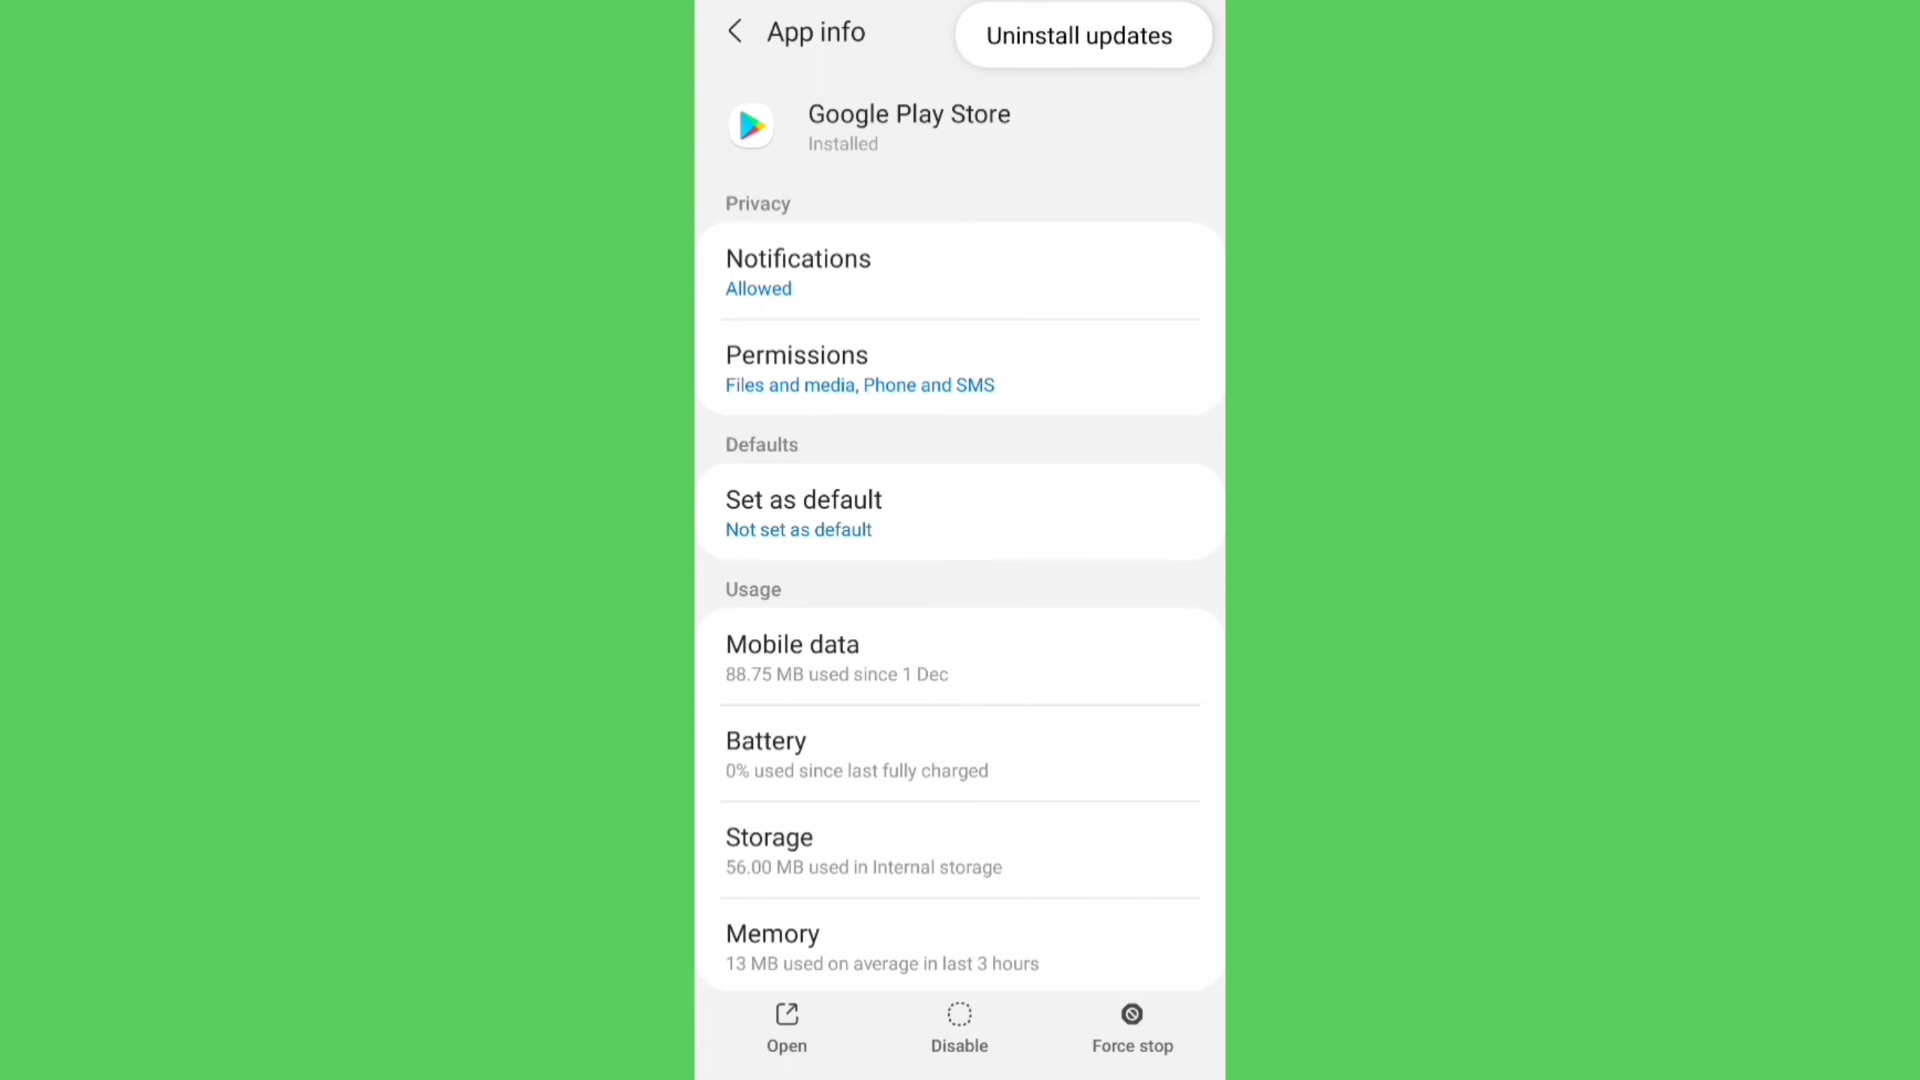 App info
Uninstall updates
Google Play Store
Installed
Privacy
Notifications
Allowed
Permissions
Files and media, Phone and SMS
Defaults
Set as default
Not set as default
Usage
Mobile data
88.75 MB used since 1 Dec
Battery
0% used since last fully charged
Storage
56.00 MB used in Internal storage
Memory
13 MB used on average in last 3 hours
Open
Disable
Force stop